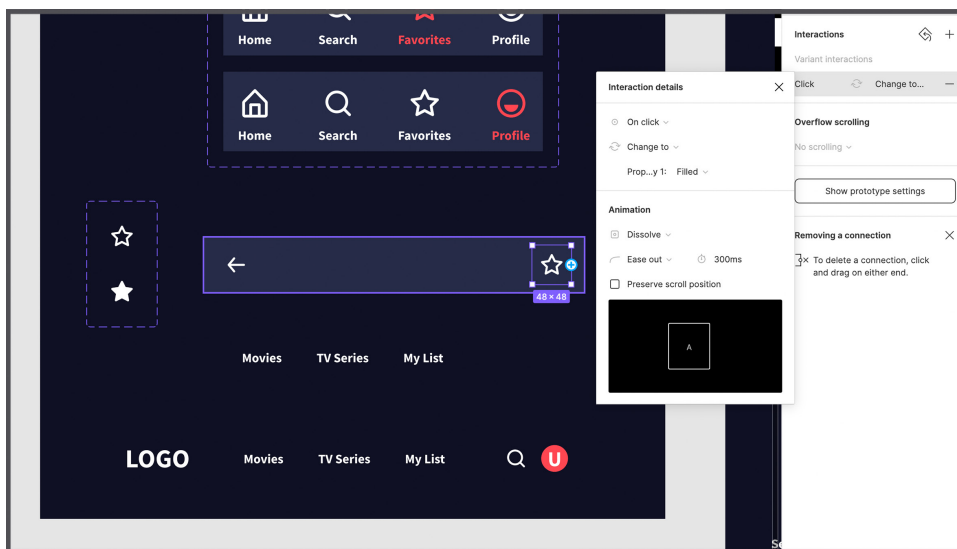 Home Search Favorites Profile
Home Search Favorites Profile
48 × 48
Movies TV Series My List
LOGO Movies TV Series My List U
Interaction details
On click
Change to
Prop...y 1: Filled
Animation
Dissolve
Ease out 300ms
Preserve scroll position
A
Interactions
Variant interactions
Click Change to...
Overflow scrolling
No scrolling
Show prototype settings
Removing a connection
To delete a connection, click
and drag on either end.